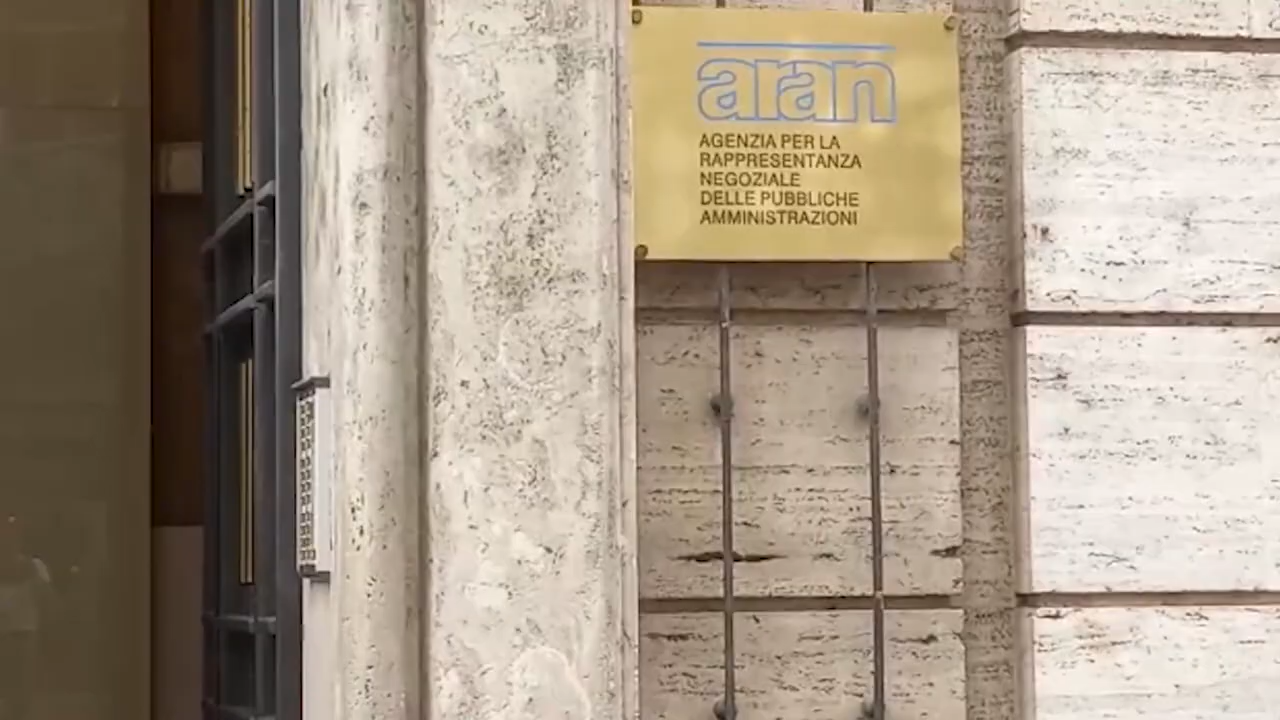 aran
AGENZIA PER LA
RAPPRESENTANZA
NEGOZIALE
DELLE PUBBLICHE
AMMINISTRAZIONI